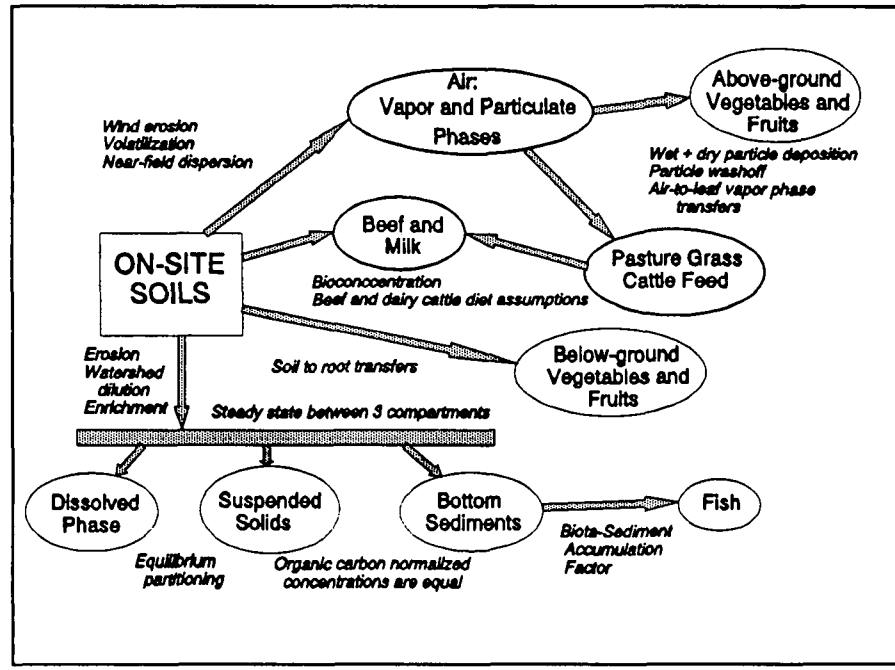 Air:
Vapor and Particulate
Phases
Above-ground
Vegetables and
Fruits
Wind erosion
Volatilization
Near-field dispersion
Wet + dry particle deposition
Particle washoff
Air-to-leaf vapor phase
transfers
Beef and
Milk
ON-SITE
SOILS
Pasture Grass
Cattle Feed
Bioconccentration
Beef and dairy cattle diet assumptions
Erosion
Watershed
dilution
Enrichment
Soil to root transfers
Below-ground
Vegetables and
Fruits
Steady state between 3 compartments
Dissolved
Phase
Suspended
Solids
Bottom
Sediments
Fish
Equilibrium
partitioning
Organic carbon normalized
concentrations are equal
Biota-Sediment
Accumulation
Factor